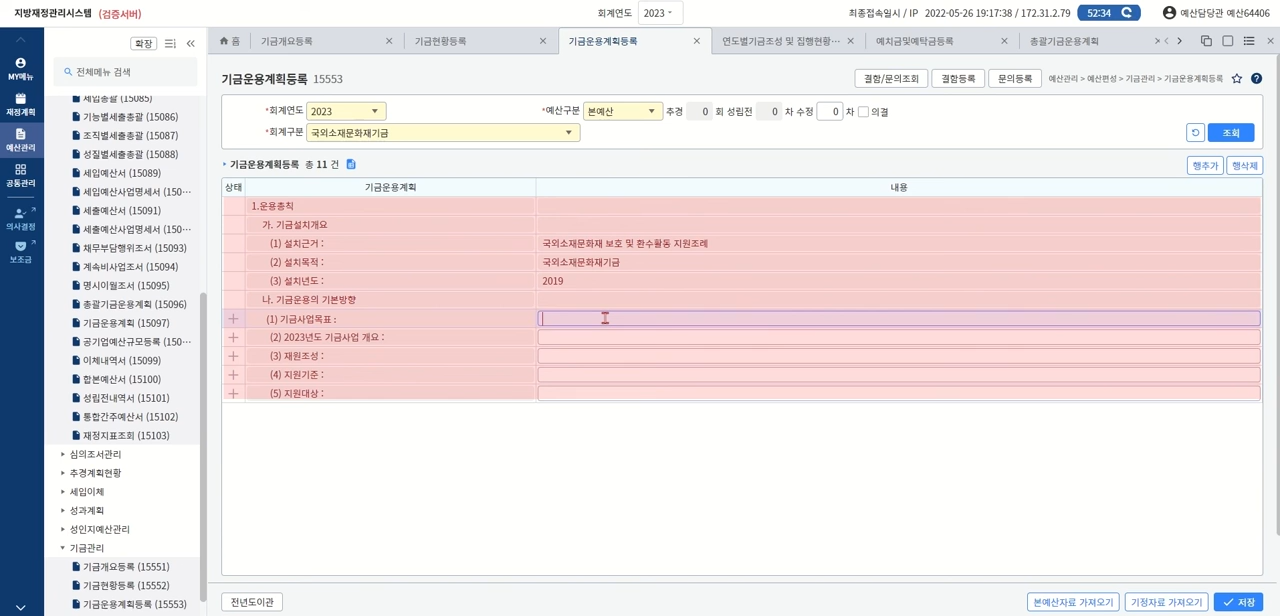 지방재정관리시스템 (검증서버)
회계연도 2023
최종접속일시 / IP 2022-05-26 19:17:38 / 172.31.2.79 52:34 예산담당관 예산64406
MY메뉴
재정계획
예산관리
공통관리
의사결정
보조금
확장
전체메뉴 검색
세입총괄 (15085)
기능별세출총괄 (15086)
조직별세출총괄 (15087)
성질별세출총괄 (15088)
세입예산서 (15089)
세입예산사업명세서 (150…
세출예산서 (15091)
세출예산사업명세서 (150…
채무부담행위조서 (15093)
계속비사업조서 (15094)
명시이월조서 (15095)
총괄기금운용계획 (15096)
기금운용계획 (15097)
공기업예산규모등록 (150…
이체내역서 (15099)
합본예산서 (15100)
성립전내역서 (15101)
통합간주예산서 (15102)
재정지표조회 (15103)
심의조서관리
추경계획현황
세입이체
성과계획
성인지예산관리
기금관리
기금개요등록 (15551)
기금현황등록 (15552)
기금운용계획등록 (15553)
홈 기금개요등록 기금현황등록 기금운용계획등록 연도별기금조성 및 집행현황… 예치금및예탁금등록 총괄기금운용계획
기금운용계획등록 15553
결함/문의조회 결함등록 문의등록 예산관리 > 예산편성 > 기금관리 > 기금운용계획등록
*회계연도 2023 *예산구분 본예산 추경 0 회 성립전 0 차 수정 0 차 의결
*회계구분 국외소재문화재기금 조회
기금운용계획등록 총 11 건 행추가 행삭제
상태 기금운용계획 내용
1.운용총칙
가. 기금설치개요
(1) 설치근거 : 국외소재문화재 보호 및 환수활동 지원조례
(2) 설치목적 : 국외소재문화재기금
(3) 설치년도 : 2019
나. 기금운용의 기본방향
(1) 기금사업목표 :
(2) 2023년도 기금사업 개요 :
(3) 재원조성 :
(4) 지원기준 :
(5) 지원대상 :
전년도이관 본예산자료 가져오기 기정자료 가져오기 저장